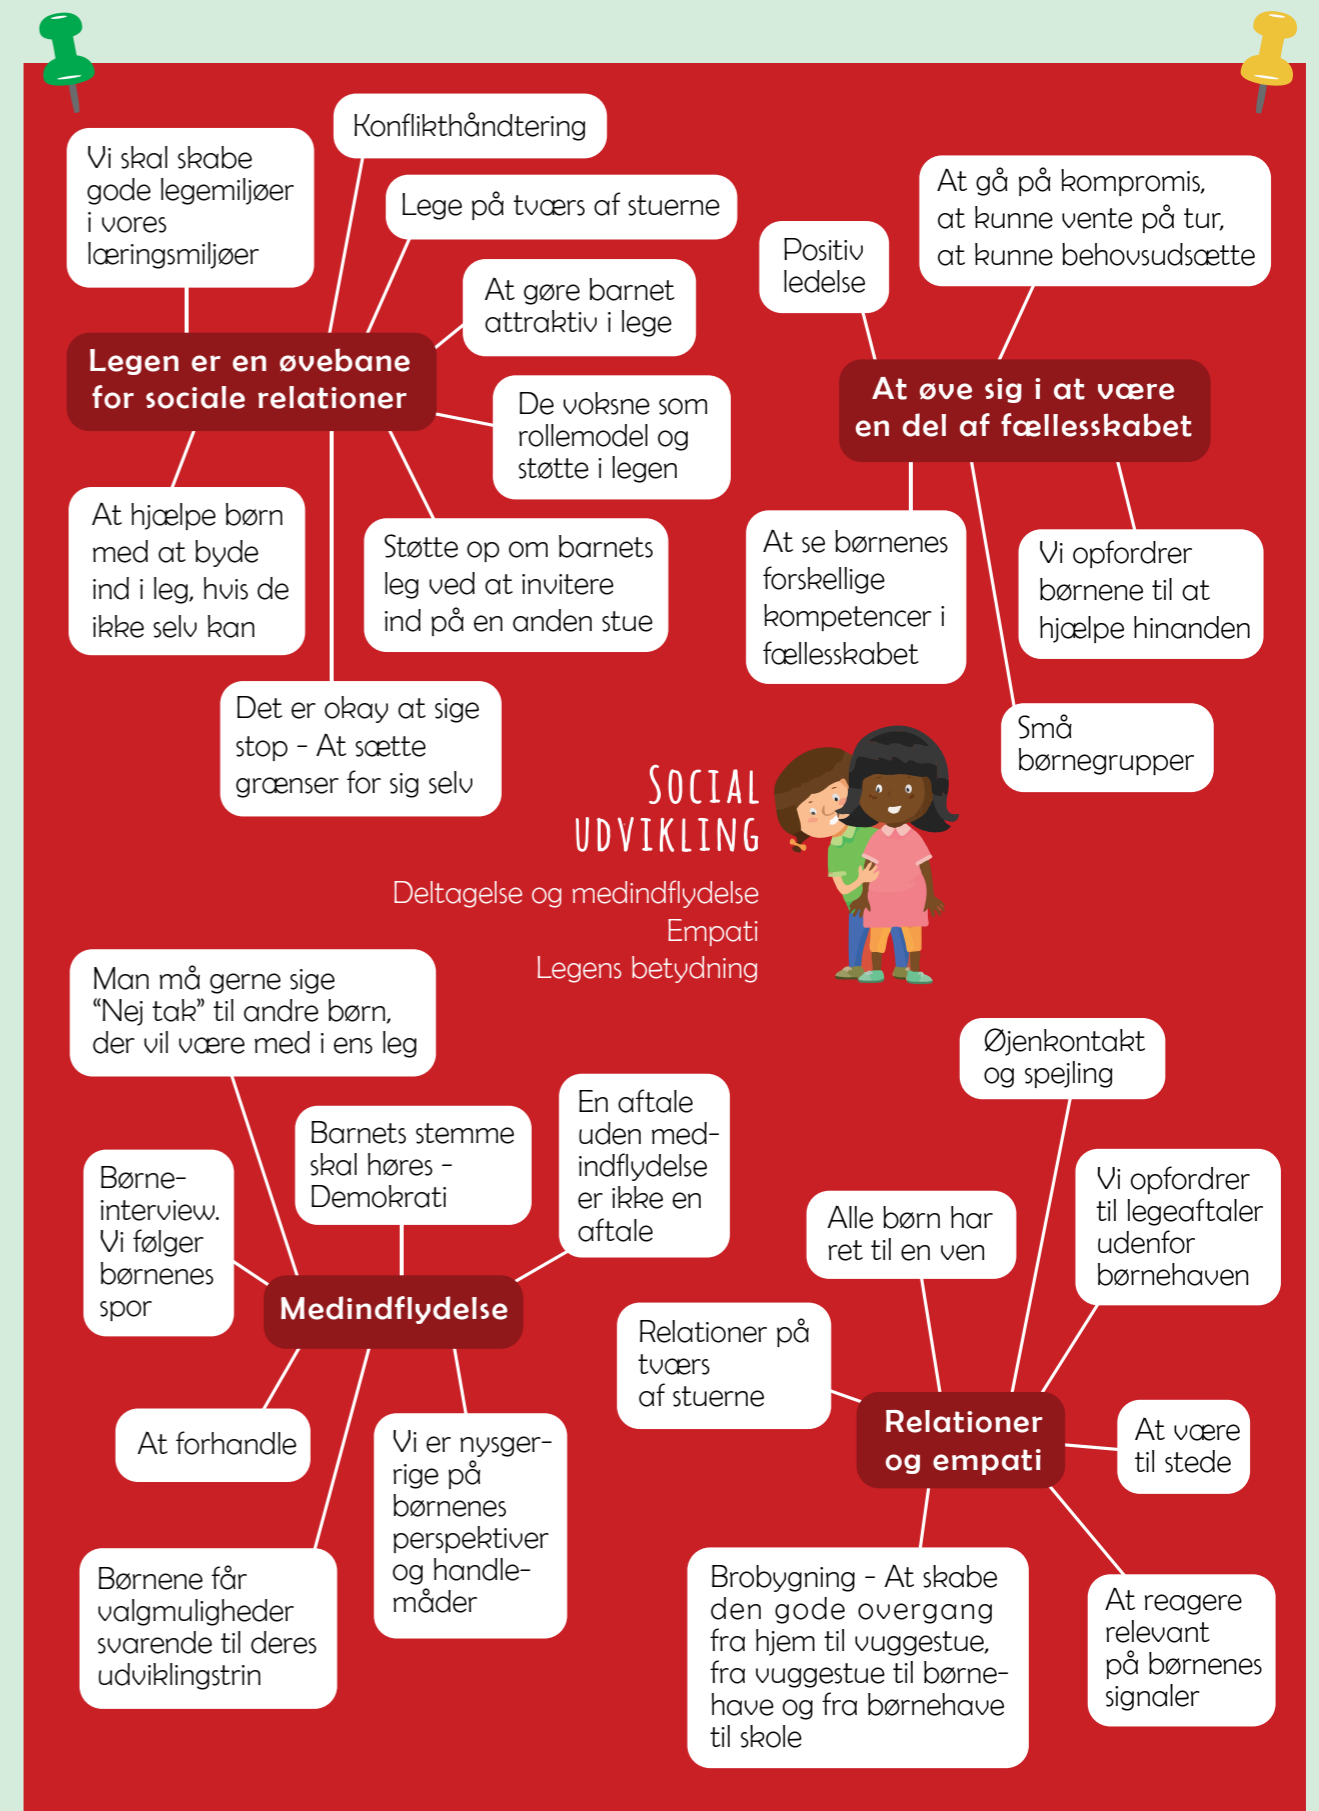 Konflikthåndtering
Vi skal skabe
gode legemiljøer
i vores
læringsmiljøer
Lege på tværs af stuerne
At gøre barnet
attraktiv i lege
Legen er en øvebane
for sociale relationer
De voksne som
rollemodel og
støtte i legen
At hjælpe børn
med at byde
ind i leg, hvis de
ikke selv kan
Støtte op om barnets
leg ved at invitere
ind på en anden stue
Det er okay at sige
stop - At sætte
grænser for sig selv
At gå på kompromis,
at kunne vente på tur,
at kunne behovsudsætte
Positiv
ledelse
At øve sig i at være
en del af fællesskabet
At se børnenes
forskellige
kompetencer i
fællesskabet
Vi opfordrer
børnene til at
hjælpe hinanden
Små
børnegrupper
SOCIAL
UDVIKLING
Deltagelse og medindflydelse
Empati
Legens betydning
Man må gerne sige
“Nej tak” til andre børn,
der vil være med i ens leg
Barnets stemme
skal høres -
Demokrati
En aftale
uden med-
indflydelse
er ikke en
aftale
Børne-
interview.
Vi følger
børnenes
spor
Medindflydelse
At forhandle
Vi er nysger-
rige på
børnenes
perspektiver
og handle-
måder
Børnene får
valgmuligheder
svarende til deres
udviklingstrin
Øjenkontakt
og spejling
Alle børn har
ret til en ven
Vi opfordrer
til legeaftaler
udenfor
børnehaven
Relationer på
tværs
af stuerne
Relationer
og empati
At være
til stede
Brobygning - At skabe
den gode overgang
fra hjem til vuggestue,
fra vuggestue til børne-
have og fra børnehave
til skole
At reagere
relevant
på børnenes
signaler